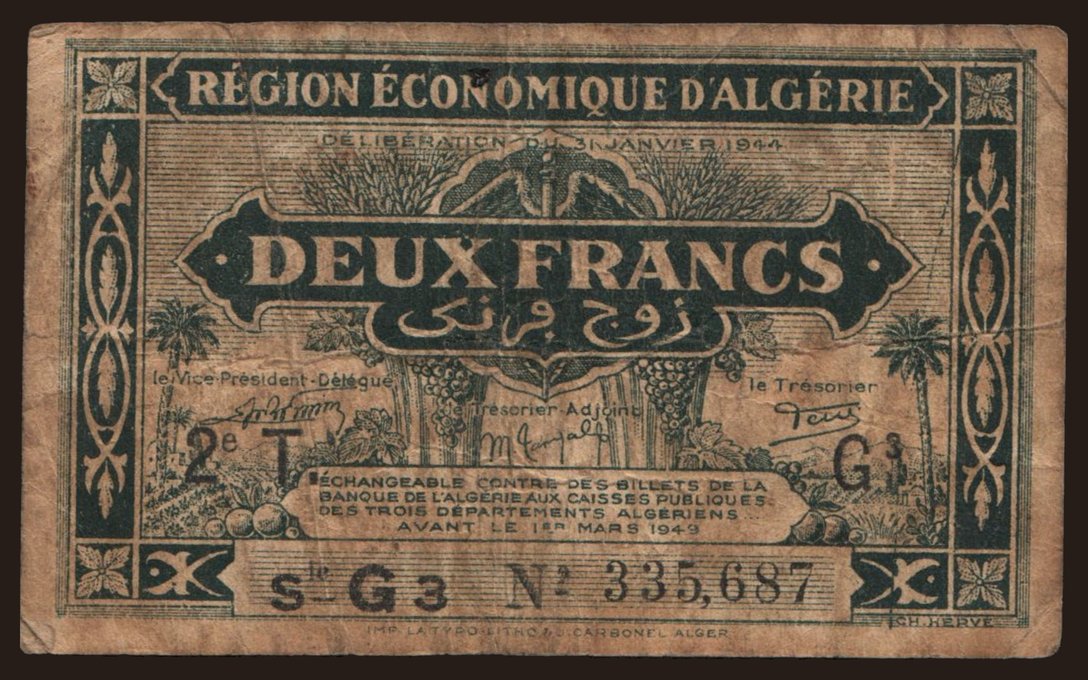 RÉGION ÉCONOMIQUE D'ALGÉRIE
DÉLIBÉRATION DU 31 JANVIER 1944
DEUX FRANCS
زوج فرنك
le Vice-Président-Délégué
le Trésorier-Adjoint
le Trésorier
2e T
G3
ÉCHANGEABLE CONTRE DES BILLETS DE LA
BANQUE DE L'ALGÉRIE AUX CAISSES PUBLIQUES
DES TROIS DÉPARTEMENTS ALGÉRIENS...
AVANT LE 1ER MARS 1949
Sie G3 Nº 335,687
CH. HERVÉ
IMP. LA TYPO-LITHO & J. CARBONEL ALGER